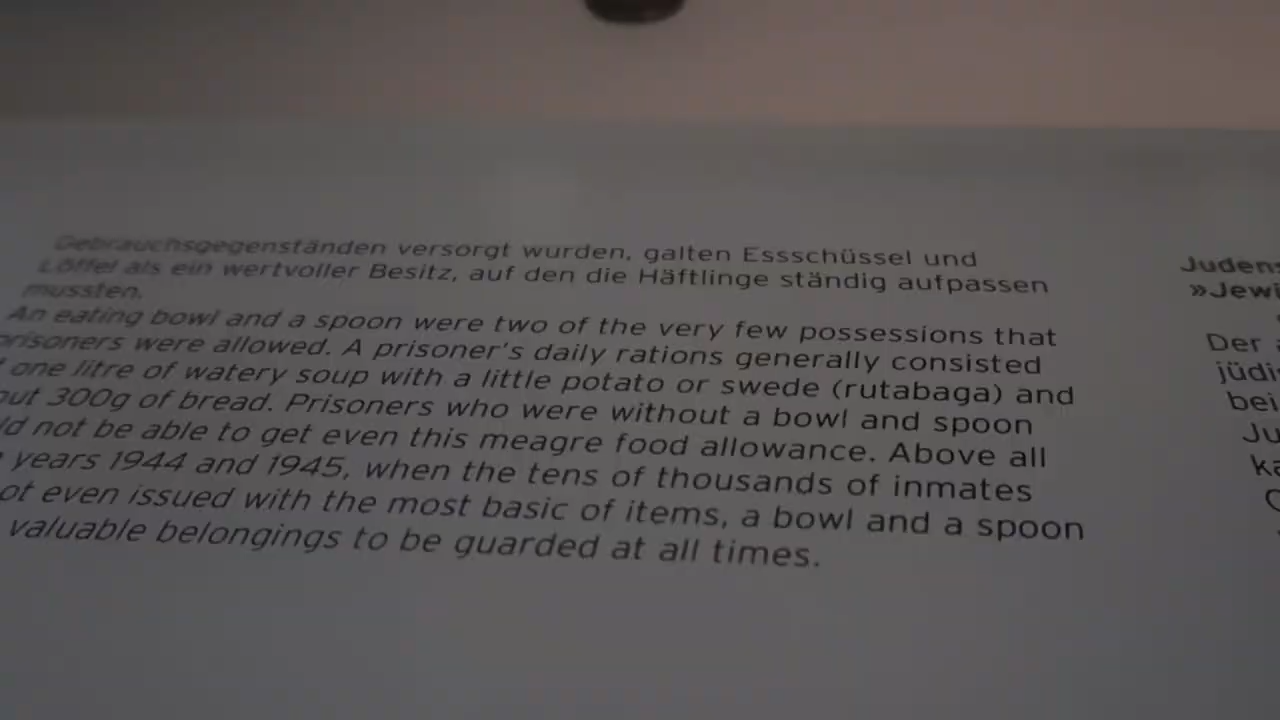 Gebrauchsgegenständen versorgt wurden, galten Essschüssel und
Löffel als ein wertvoller Besitz, auf den die Häftlinge ständig aufpassen
mussten.
An eating bowl and a spoon were two of the very few possessions that
prisoners were allowed. A prisoner's daily rations generally consisted
one litre of watery soup with a little potato or swede (rutabaga) and
300g of bread. Prisoners who were without a bowl and spoon
not be able to get even this meagre food allowance. Above all
years 1944 and 1945, when the tens of thousands of inmates
even issued with the most basic of items, a bowl and a spoon
valuable belongings to be guarded at all times.
Judens
»Jewi
Der
jüdi
bei
Ju
ka